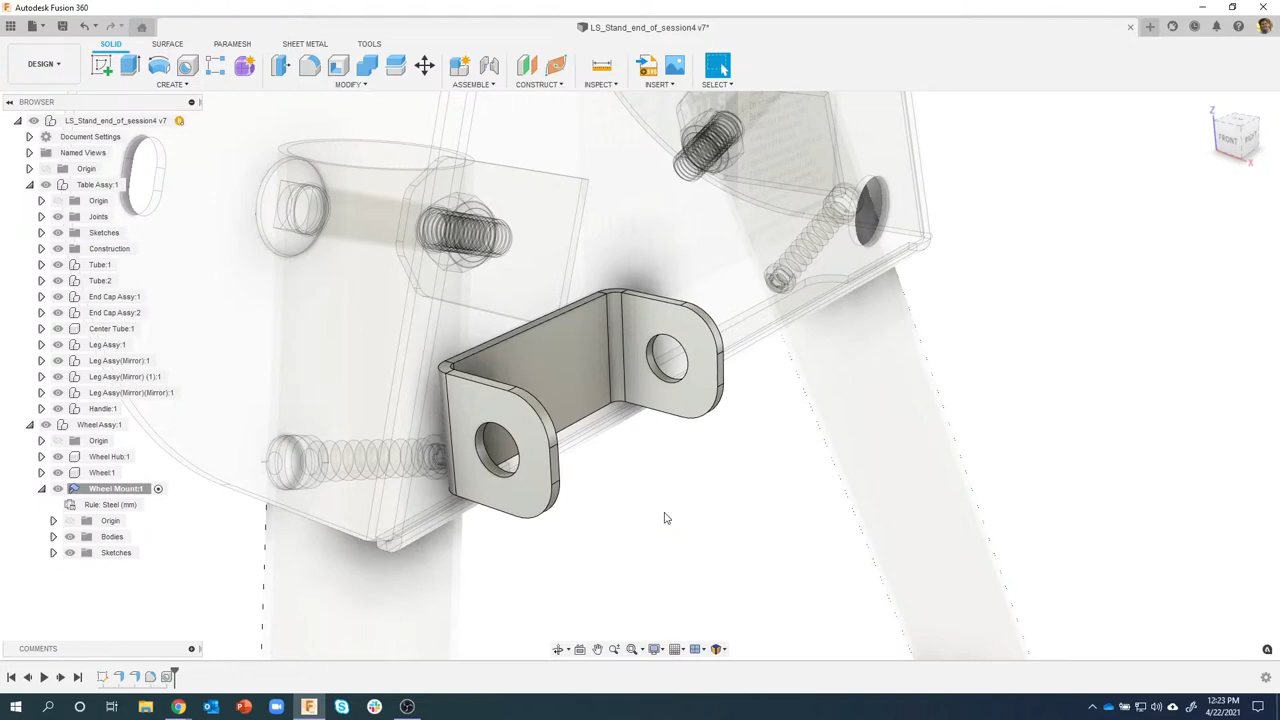 Autodesk Fusion 360
LS_Stand_end_of_session4 v7*
SOLID
SURFACE
PARAMESH
SHEET METAL
TOOLS
DESIGN
CREATE
MODIFY
ASSEMBLE
CONSTRUCT
INSPECT
INSERT
SELECT
BROWSER
LS_Stand_end_of_session4 v7
Document Settings
Named Views
Origin
Table Assy:1
Origin
Joints
Sketches
Construction
Tube:1
Tube:2
End Cap Assy:1
End Cap Assy:2
Center Tube:1
Leg Assy:1
Leg Assy(Mirror):1
Leg Assy(Mirror) (1):1
Leg Assy(Mirror)(Mirror):1
Handle:1
Wheel Assy:1
Origin
Wheel Hub:1
Wheel:1
Wheel Mount:1
Rule: Steel (mm)
Origin
Bodies
Sketches
Z
FRONT
RIGHT
X
COMMENTS
12:23 PM
4/22/2021